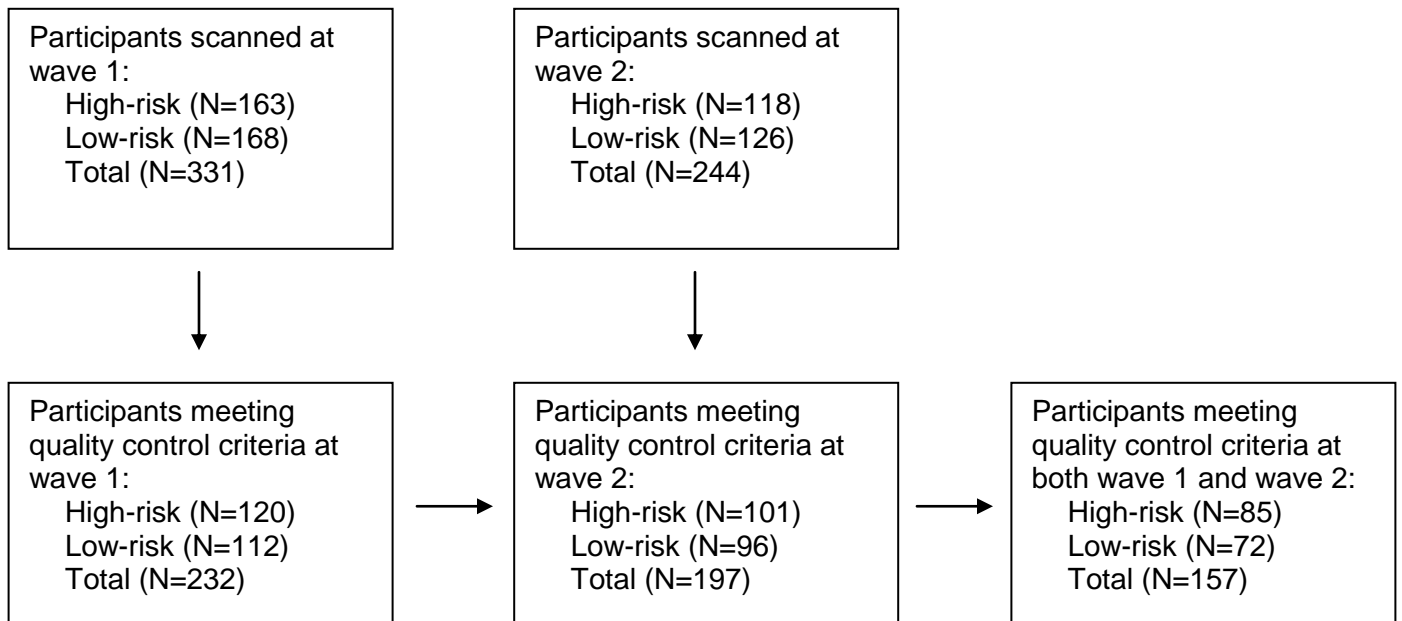 Participants scanned at
wave 1:
High-risk (N=163)
Low-risk (N=168)
Total (N=331)
Participants scanned at
wave 2:
High-risk (N=118)
Low-risk (N=126)
Total (N=244)
Participants meeting
quality control criteria at
wave 1:
High-risk (N=120)
Low-risk (N=112)
Total (N=232)
Participants meeting
quality control criteria at
wave 2:
High-risk (N=101)
Low-risk (N=96)
Total (N=197)
Participants meeting
quality control criteria at
both wave 1 and wave 2:
High-risk (N=85)
Low-risk (N=72)
Total (N=157)